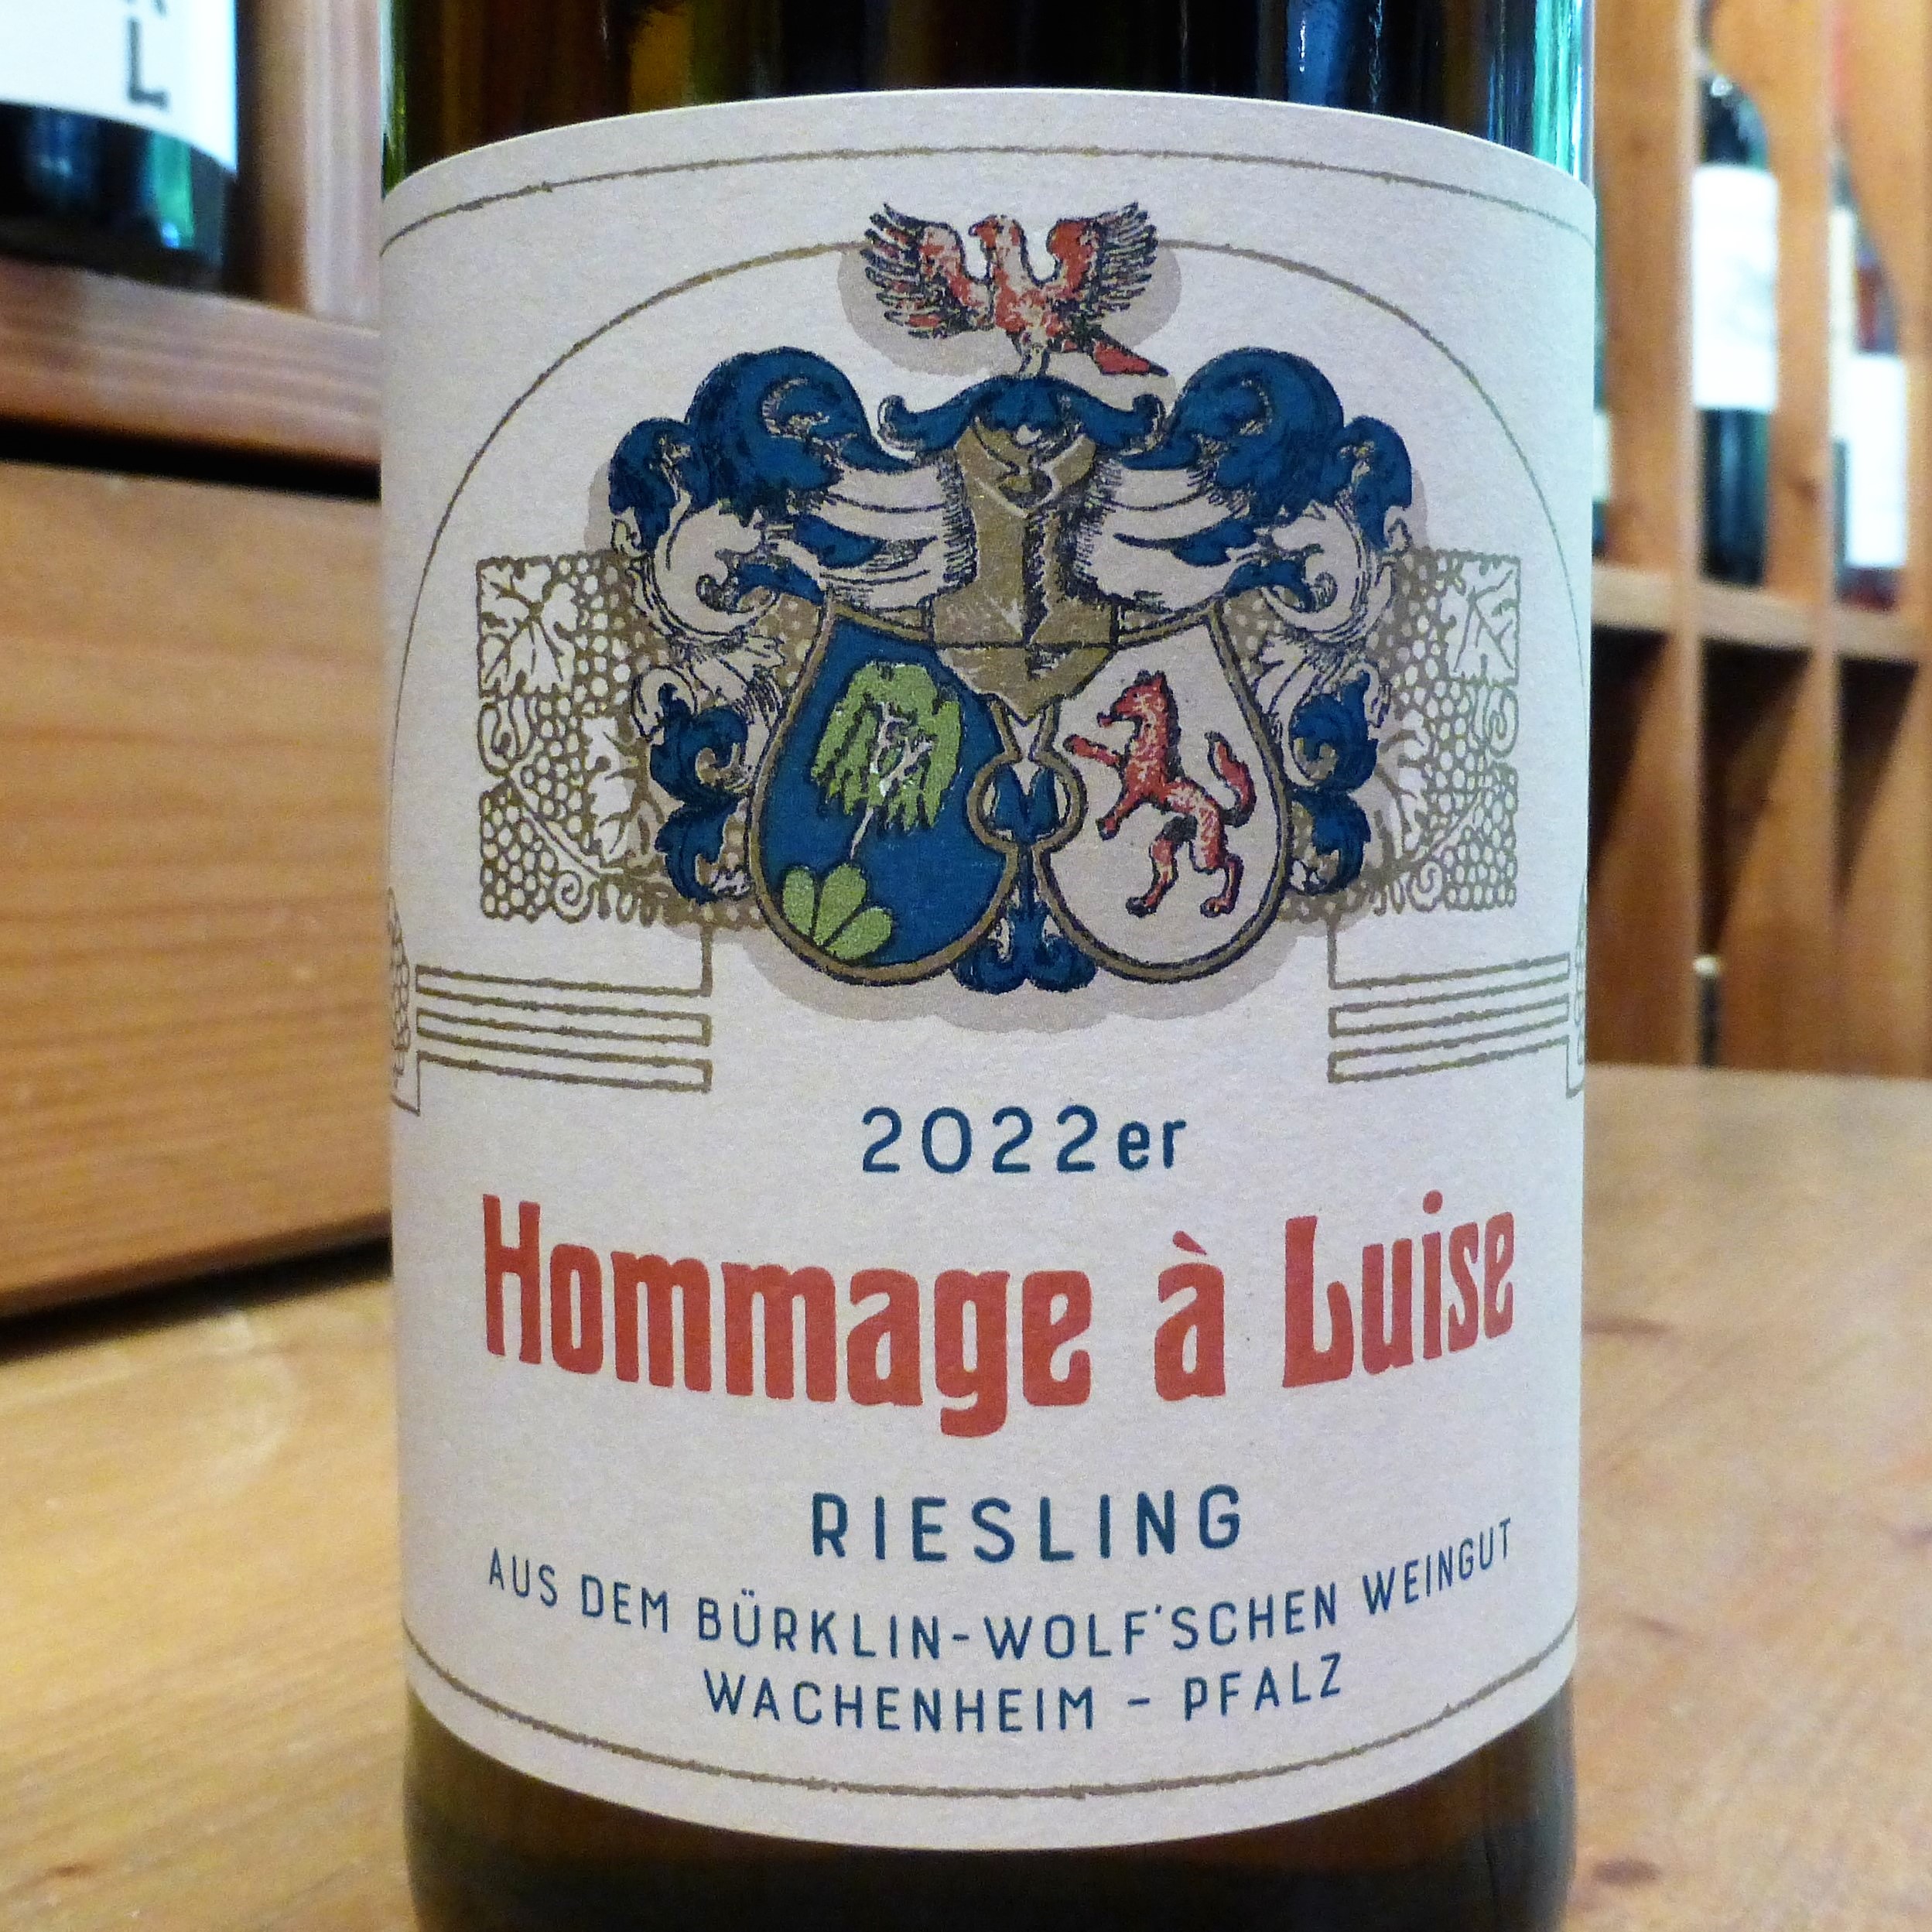 2022er
Hommage à Luise
RIESLING
AUS DEM BÜRKLIN-WOLF'SCHEN WEINGUT
WACHENHEIM - PFALZ